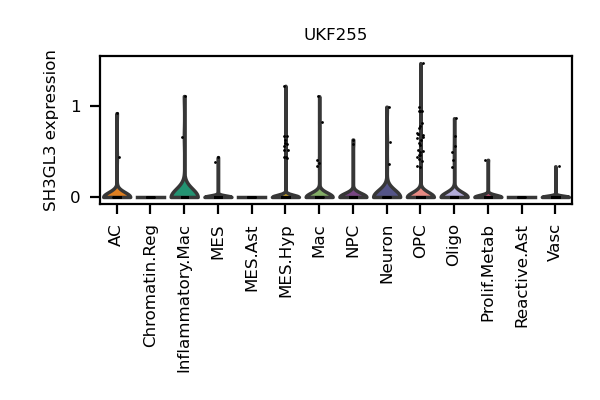 UKF255
SH3GL3 expression
1
0
AC
Chromatin.Reg
Inflammatory.Mac
MES
MES.Ast
MES.Hyp
Mac
NPC
Neuron
OPC
Oligo
Prolif.Metab
Reactive.Ast
Vasc